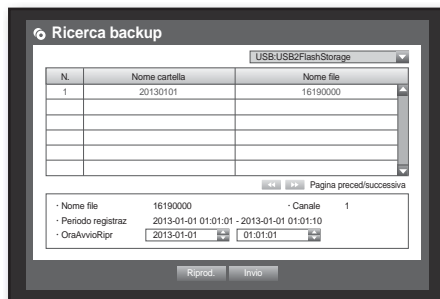 Ricerca backup
USB:USB2FlashStorage
N. Nome cartella Nome file
1 20130101 16190000
Pagina preced/successiva
· Nome file 16190000 · Canale 1
· Periodo registraz 2013-01-01 01:01:01 - 2013-01-01 01:01:10
· OraAvvioRipr 2013-01-01 01:01:01
Riprod. Invio